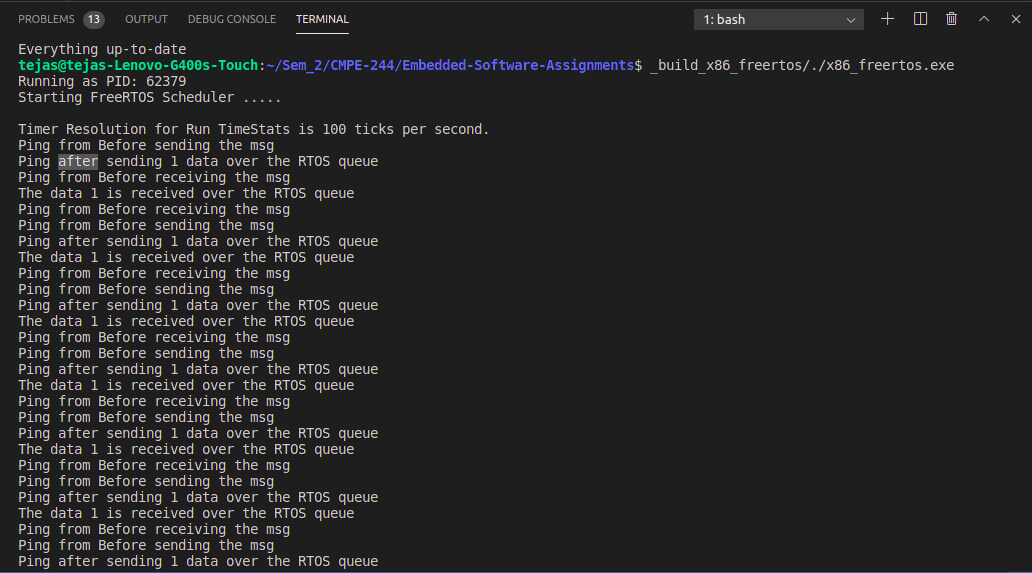 PROBLEMS 13 OUTPUT DEBUG CONSOLE TERMINAL 1: bash
Everything up-to-date
tejas@tejas-Lenovo-G400s-Touch:~/Sem_2/CMPE-244/Embedded-Software-Assignments$ _build_x86_freertos/./x86_freertos.exe
Running as PID: 62379
Starting FreeRTOS Scheduler .....
Timer Resolution for Run TimeStats is 100 ticks per second.
Ping from Before sending the msg
Ping after sending 1 data over the RTOS queue
Ping from Before receiving the msg
The data 1 is received over the RTOS queue
Ping from Before receiving the msg
Ping from Before sending the msg
Ping after sending 1 data over the RTOS queue
The data 1 is received over the RTOS queue
Ping from Before receiving the msg
Ping from Before sending the msg
Ping after sending 1 data over the RTOS queue
The data 1 is received over the RTOS queue
Ping from Before receiving the msg
Ping from Before sending the msg
Ping after sending 1 data over the RTOS queue
The data 1 is received over the RTOS queue
Ping from Before receiving the msg
Ping from Before sending the msg
Ping after sending 1 data over the RTOS queue
The data 1 is received over the RTOS queue
Ping from Before receiving the msg
Ping from Before sending the msg
Ping after sending 1 data over the RTOS queue
The data 1 is received over the RTOS queue
Ping from Before receiving the msg
Ping from Before sending the msg
Ping after sending 1 data over the RTOS queue